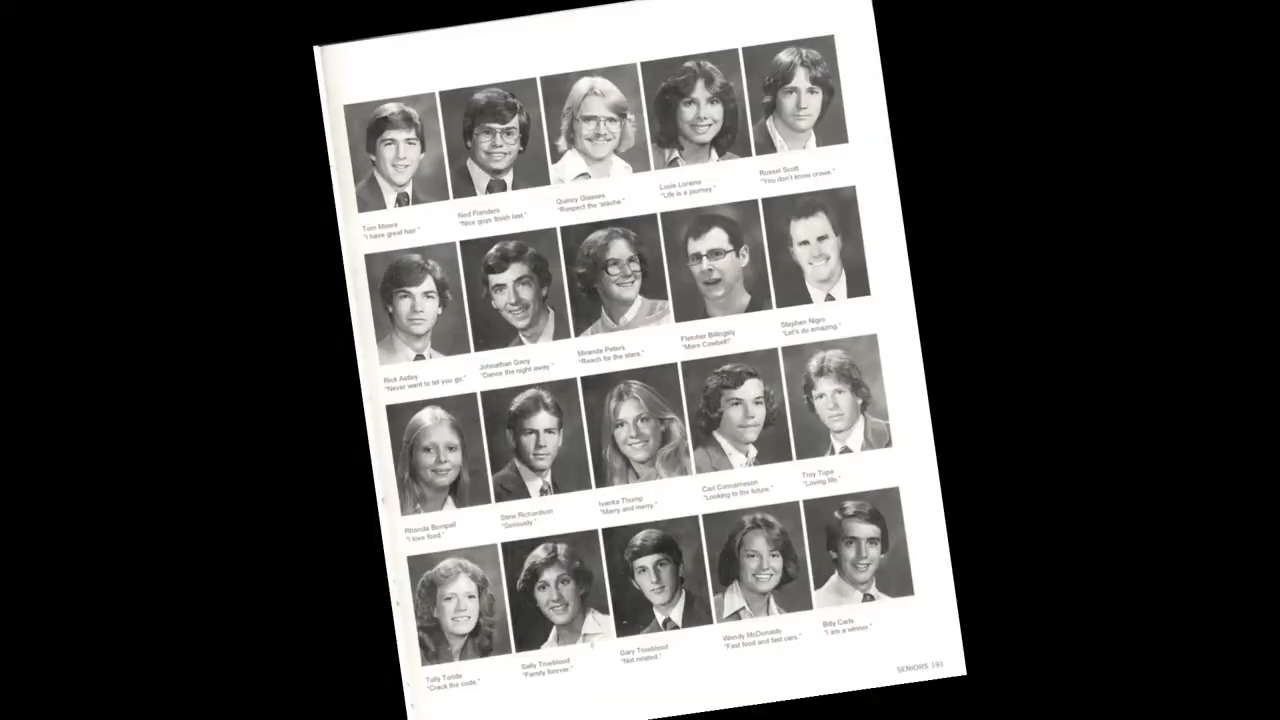 Tom Moore
"I have great hair."
Ned Flanders
"Nice guys finish last."
Quincy Glasses
"Respect the 'stache."
Louis Loraine
"Life is a journey."
Russel Scott
"You don't know crowe."
Rick Astley
"Never want to let you go."
Johnathan Gacy
"Dance the night away."
Miranda Peters
"Reach for the stars."
Fletcher Billingsly
"More Cowbell!"
Stephen Nigro
"Let's do amazing."
Rhonda Bompall
"I love food."
Stew Richardson
"Seriously."
Ivanka Thump
"Marry and merry."
Carl Connameson
"Looking to the future."
Troy Tupa
"Loving life."
Tully Tonda
"Crack the code."
Sally Trusblood
"Family forever."
Gary Trusblood
"Not related."
Wendy McDonalds
"Fast food and fast cars."
Billy Carls
"I am a winner."
SENIORS 191